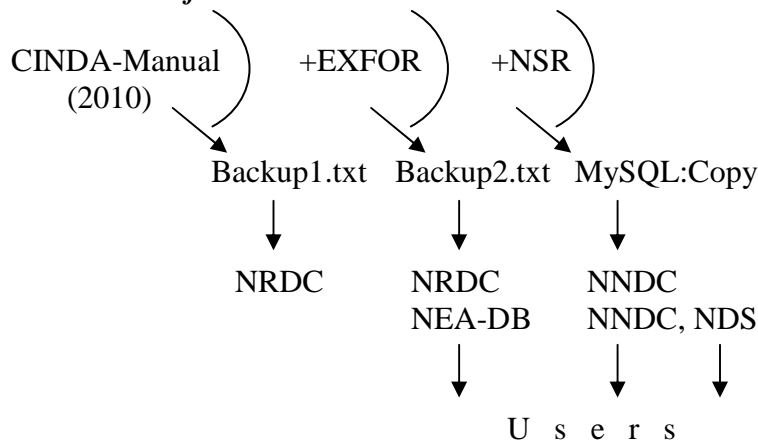 CINDA-Manual +EXFOR +NSR
(2010)
Backup1.txt Backup2.txt MySQL:Copy
NRDC NRDC NNDC
NEA-DB NNDC, NDS
U s e r s